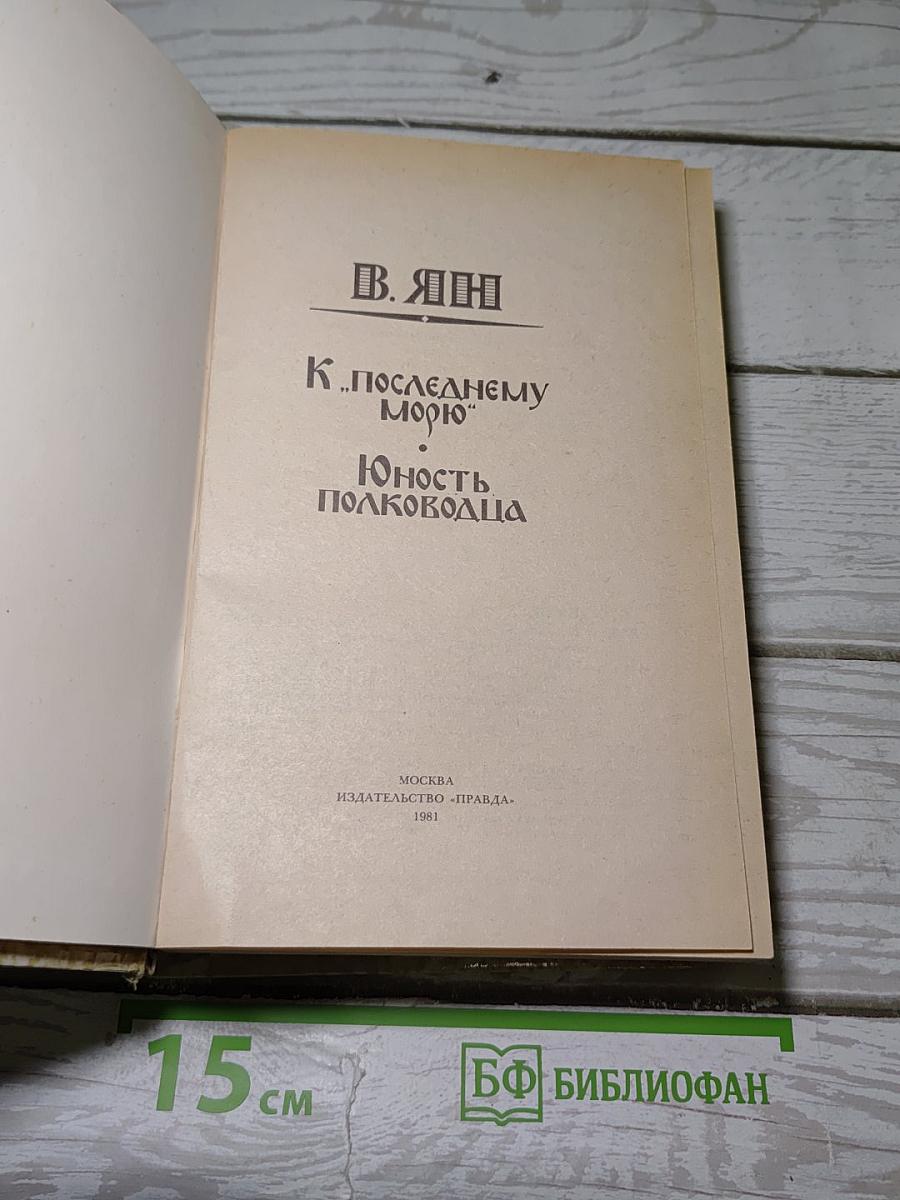 В. ЯН
К „ПОСЛЕДНЕМУ
МОРЮ“
•
ЮНОСТЬ
ПОЛКОВОДЦА
МОСКВА
ИЗДАТЕЛЬСТВО «ПРАВДА»
1981
15 см
БФ БИБЛИОФАН